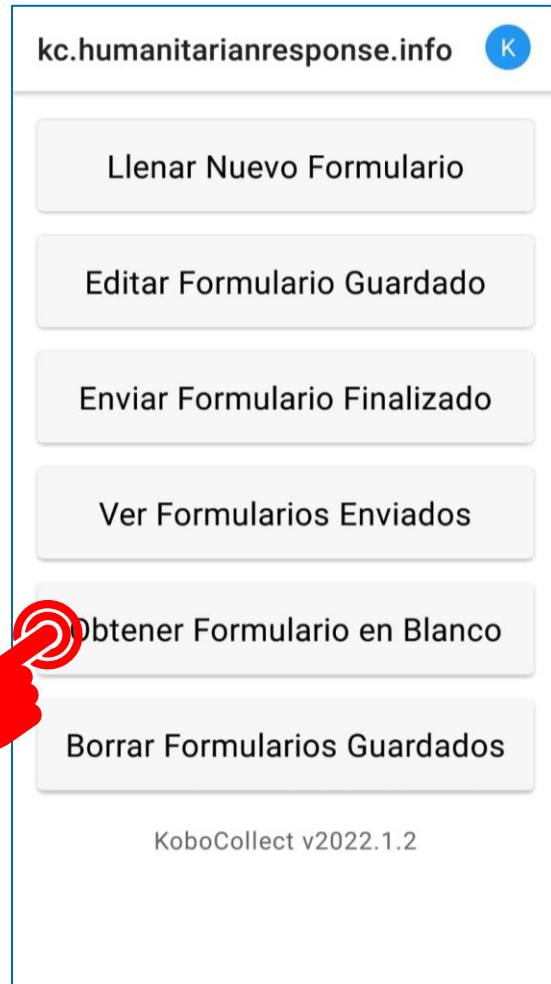 kc.humanitarianresponse.info
K
Llenar Nuevo Formulario
Editar Formulario Guardado
Enviar Formulario Finalizado
Ver Formularios Enviados
Obtener Formulario en Blanco
Borrar Formularios Guardados
KoboCollect v2022.1.2